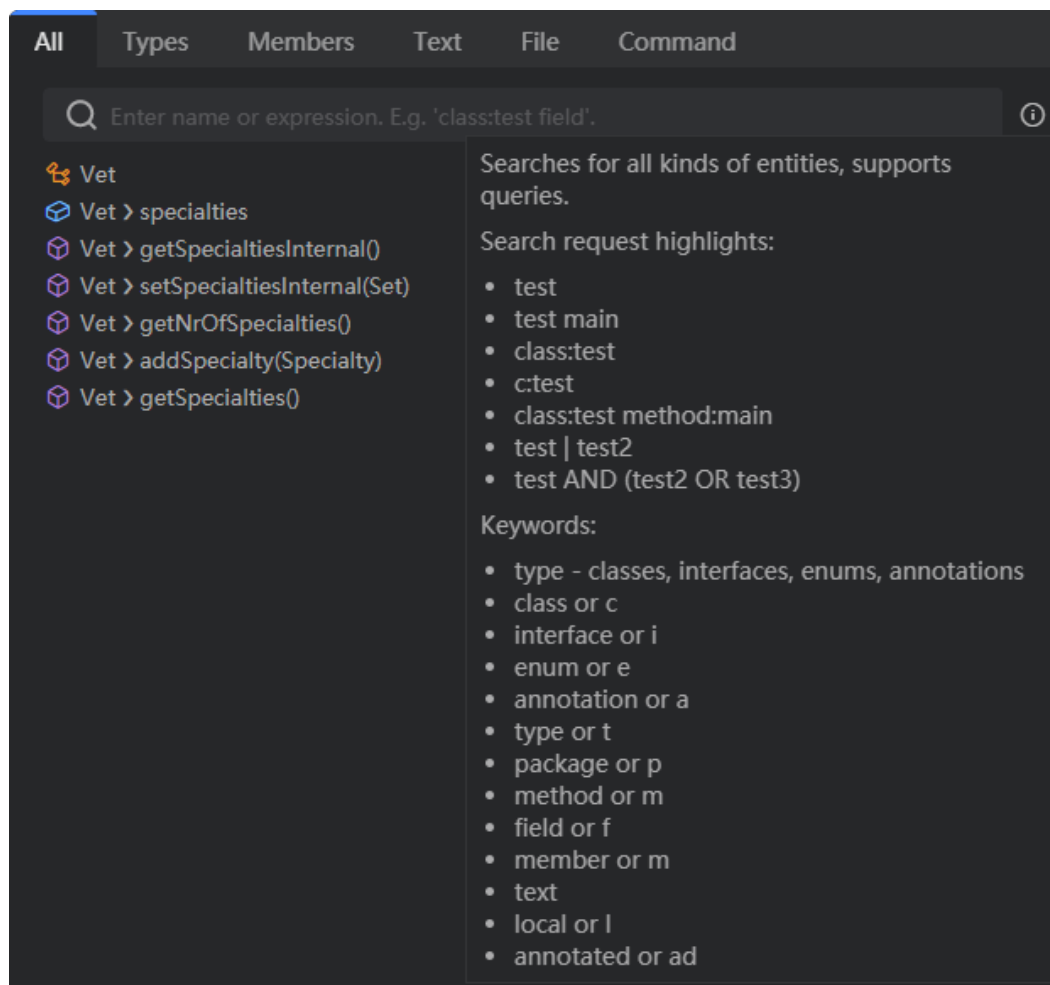 All Types Members Text File Command
Enter name or expression. E.g. 'class:test field'.
Vet
Vet > specialties
Vet > getSpecialtiesInternal()
Vet > setSpecialtiesInternal(Set)
Vet > getNrOfSpecialties()
Vet > addSpecialty(Specialty)
Vet > getSpecialties()
Searches for all kinds of entities, supports
queries.
Search request highlights:
• test
• test main
• class:test
• c:test
• class:test method:main
• test | test2
• test AND (test2 OR test3)
Keywords:
• type - classes, interfaces, enums, annotations
• class or c
• interface or i
• enum or e
• annotation or a
• type or t
• package or p
• method or m
• field or f
• member or m
• text
• local or l
• annotated or ad